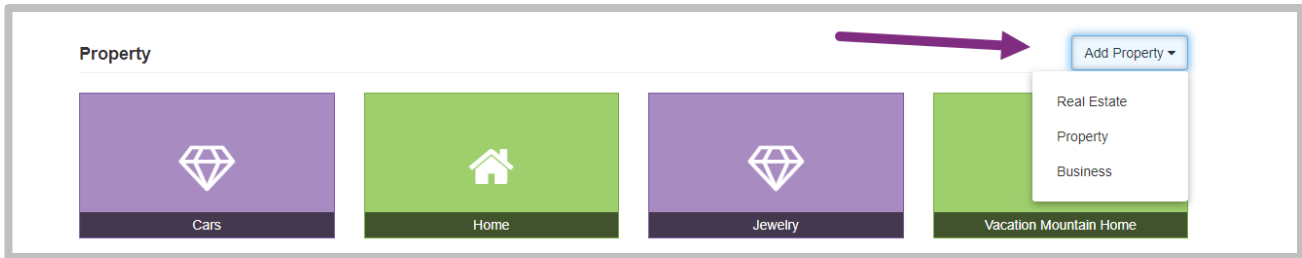 Property
Add Property
Real Estate
Property
Business
Cars
Home
Jewelry
Vacation Mountain Home